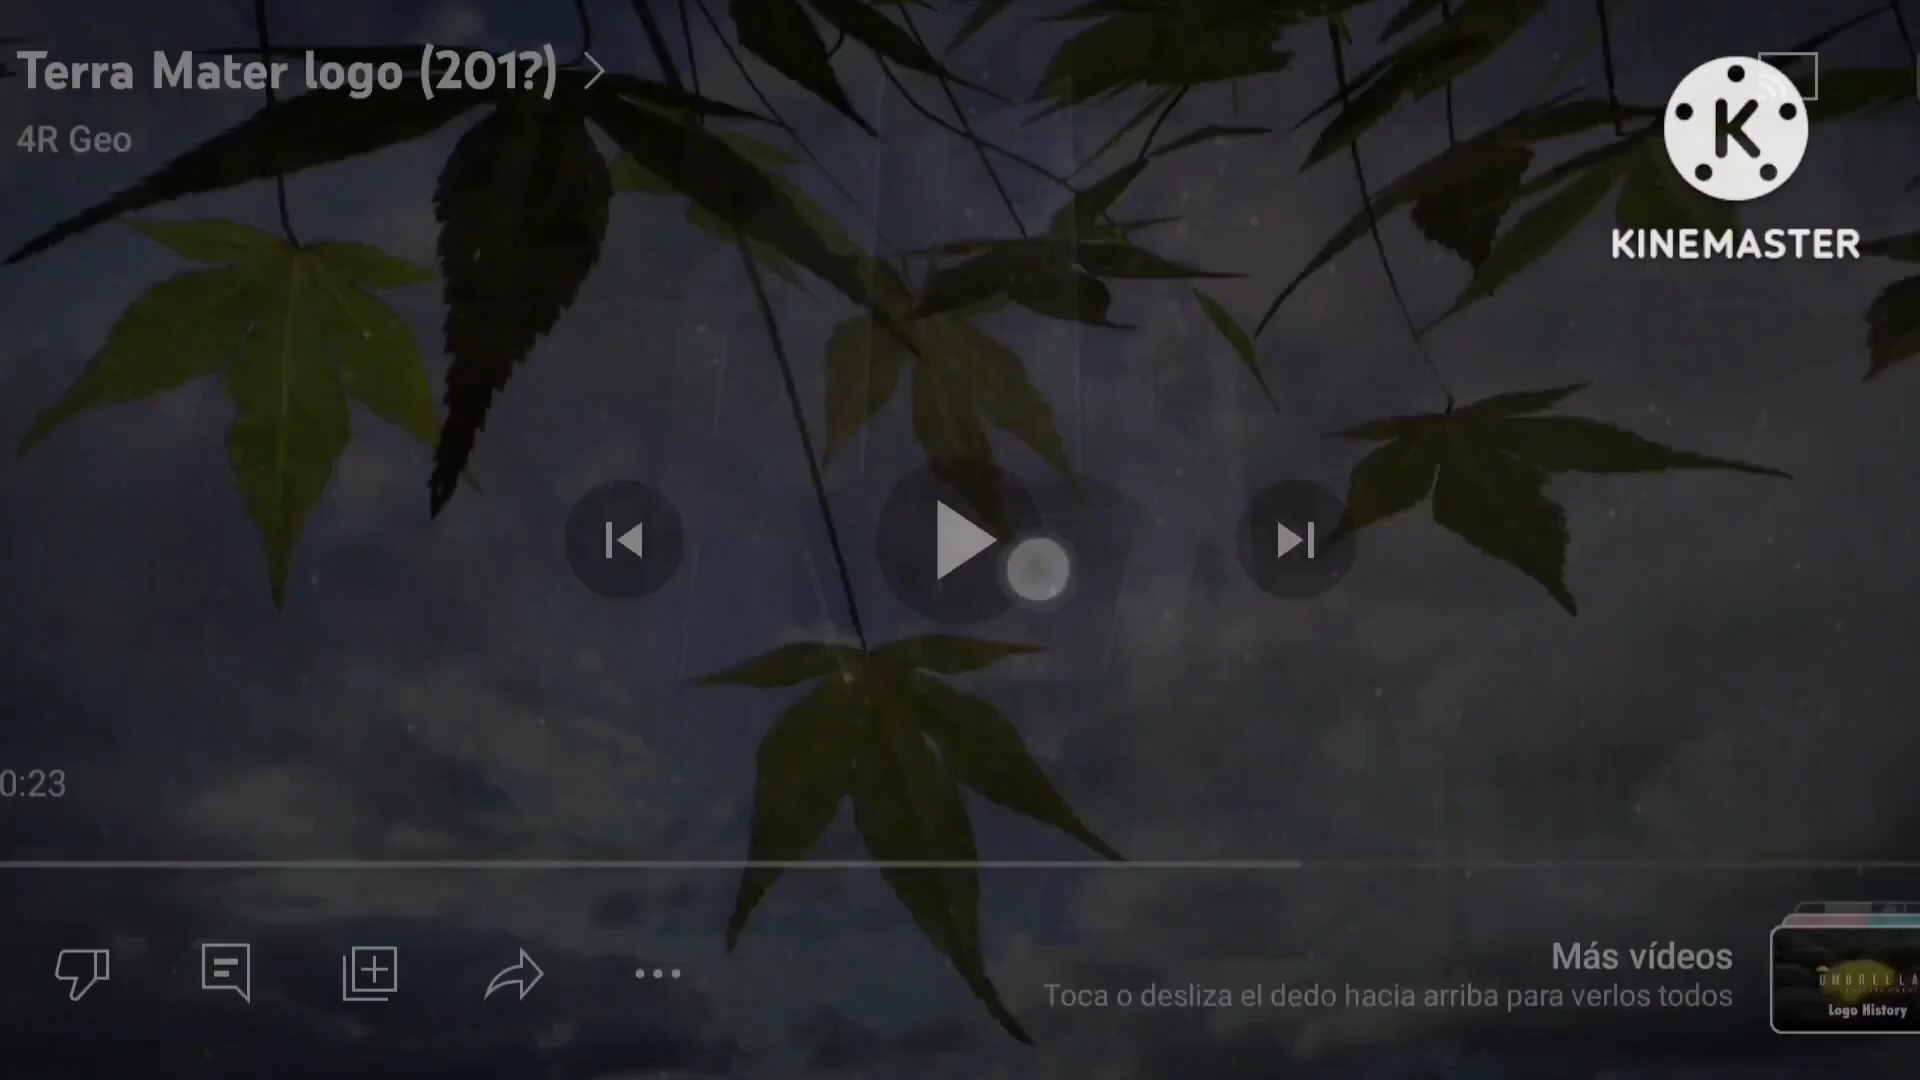 Terra Mater logo (201?)
4R Geo
K
KINEMASTER
0:23
Más vídeos
Toca o desliza el dedo hacia arriba para verlos todos
UMBRELLA
Logo History